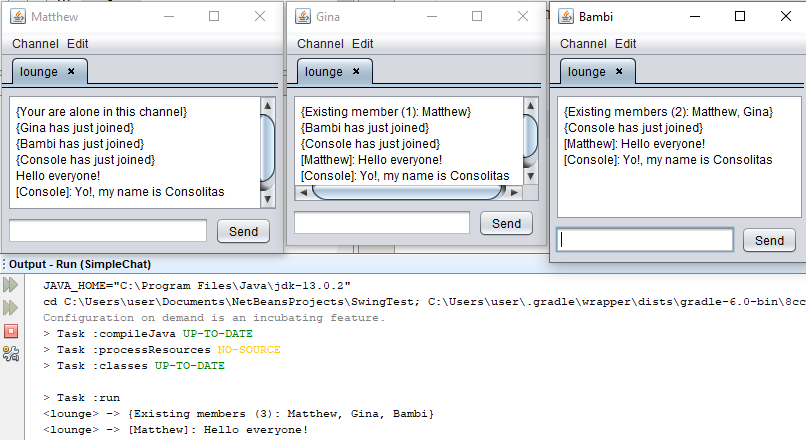 Matthew
Channel Edit
lounge ×
{Your are alone in this channel}
{Gina has just joined}
{Bambi has just joined}
{Console has just joined}
Hello everyone!
[Console]: Yo!, my name is Consolitas
Send
Gina
Channel Edit
lounge ×
{Existing member (1): Matthew}
{Bambi has just joined}
{Console has just joined}
[Matthew]: Hello everyone!
[Console]: Yo!, my name is Consolitas
Send
Bambi
Channel Edit
lounge ×
{Existing members (2): Matthew, Gina}
{Console has just joined}
[Matthew]: Hello everyone!
[Console]: Yo!, my name is Consolitas
Send
Output - Run (SimpleChat)
JAVA_HOME="C:\Program Files\Java\jdk-13.0.2"
cd C:\Users\user\Documents\NetBeansProjects\SwingTest; C:\Users\user\.gradle\wrapper\dists\gradle-6.0-bin\8cc
Configuration on demand is an incubating feature.
> Task :compileJava UP-TO-DATE
> Task :processResources NO-SOURCE
> Task :classes UP-TO-DATE
> Task :run
<lounge> -> {Existing members (3): Matthew, Gina, Bambi}
<lounge> -> [Matthew]: Hello everyone!